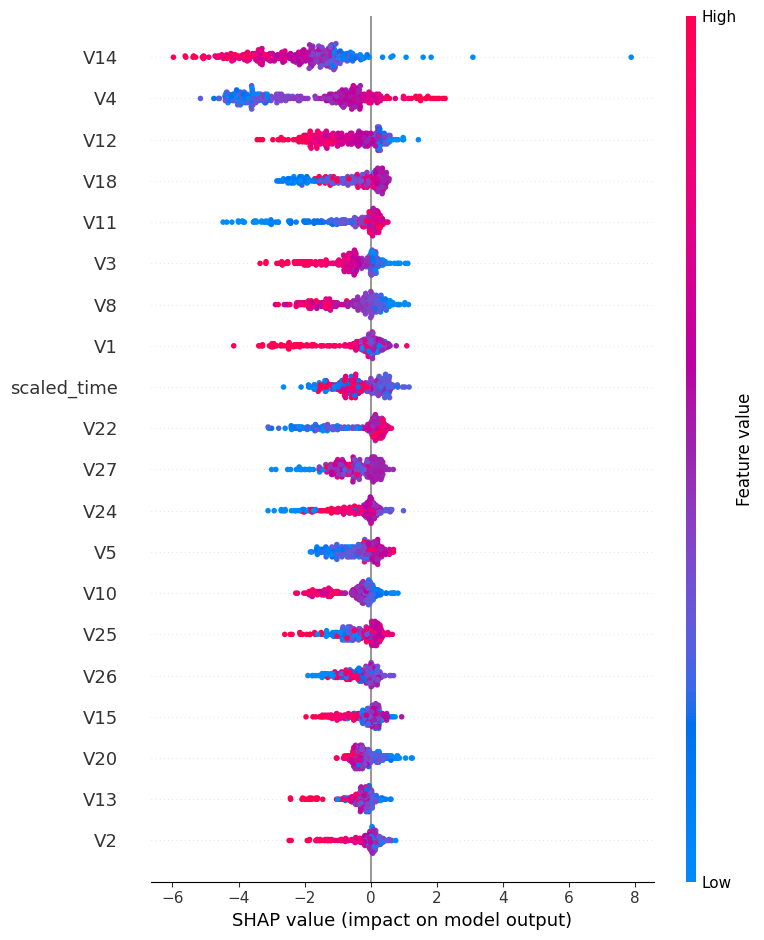 High
V14
V4
V12
V18
V11
V3
V8
V1
scaled_time
V22
V27
V24
V5
V10
V25
V26
V15
V20
V13
V2
Feature value
Low
−6 −4 −2 0 2 4 6 8
SHAP value (impact on model output)